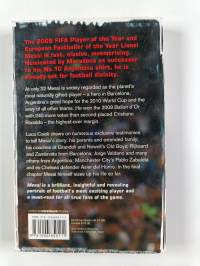 The 2009 FIFA Player of the Year and
European Footballer of the Year Lionel
Messi is fast, elusive, mesmerising.
Nominated by Maradona as successor
to his No.10 Argentina shirt, he is
already set for football divinity.
At only 22 Messi is widely regarded as the planet's
most naturally gifted player – a hero in Barcelona,
Argentina's great hope for the 2010 World Cup and the
envy of all other teams. He won the 2009 Ballon d'Or
with 240 more votes than second placed Cristiano
Ronaldo – the highest-ever margin.
Luca Caioli draws on numerous exclusive testimonies
to tell Messi's story: his parents and extended family;
his coaches at Grandoli and Newell's Old Boys; Rijkaard
and Zambrotta from Barcelona, Jorge Valdano and many
others from Argentina; Manchester City's Pablo Zabaleta
and ex Chelsea defender Asier del Horno. In the final
chapter Messi himself sizes up his life so far.
Messi is a brilliant, insightful and revealing
portrait of football's most exciting player and
a must-read for all true fans of the game.